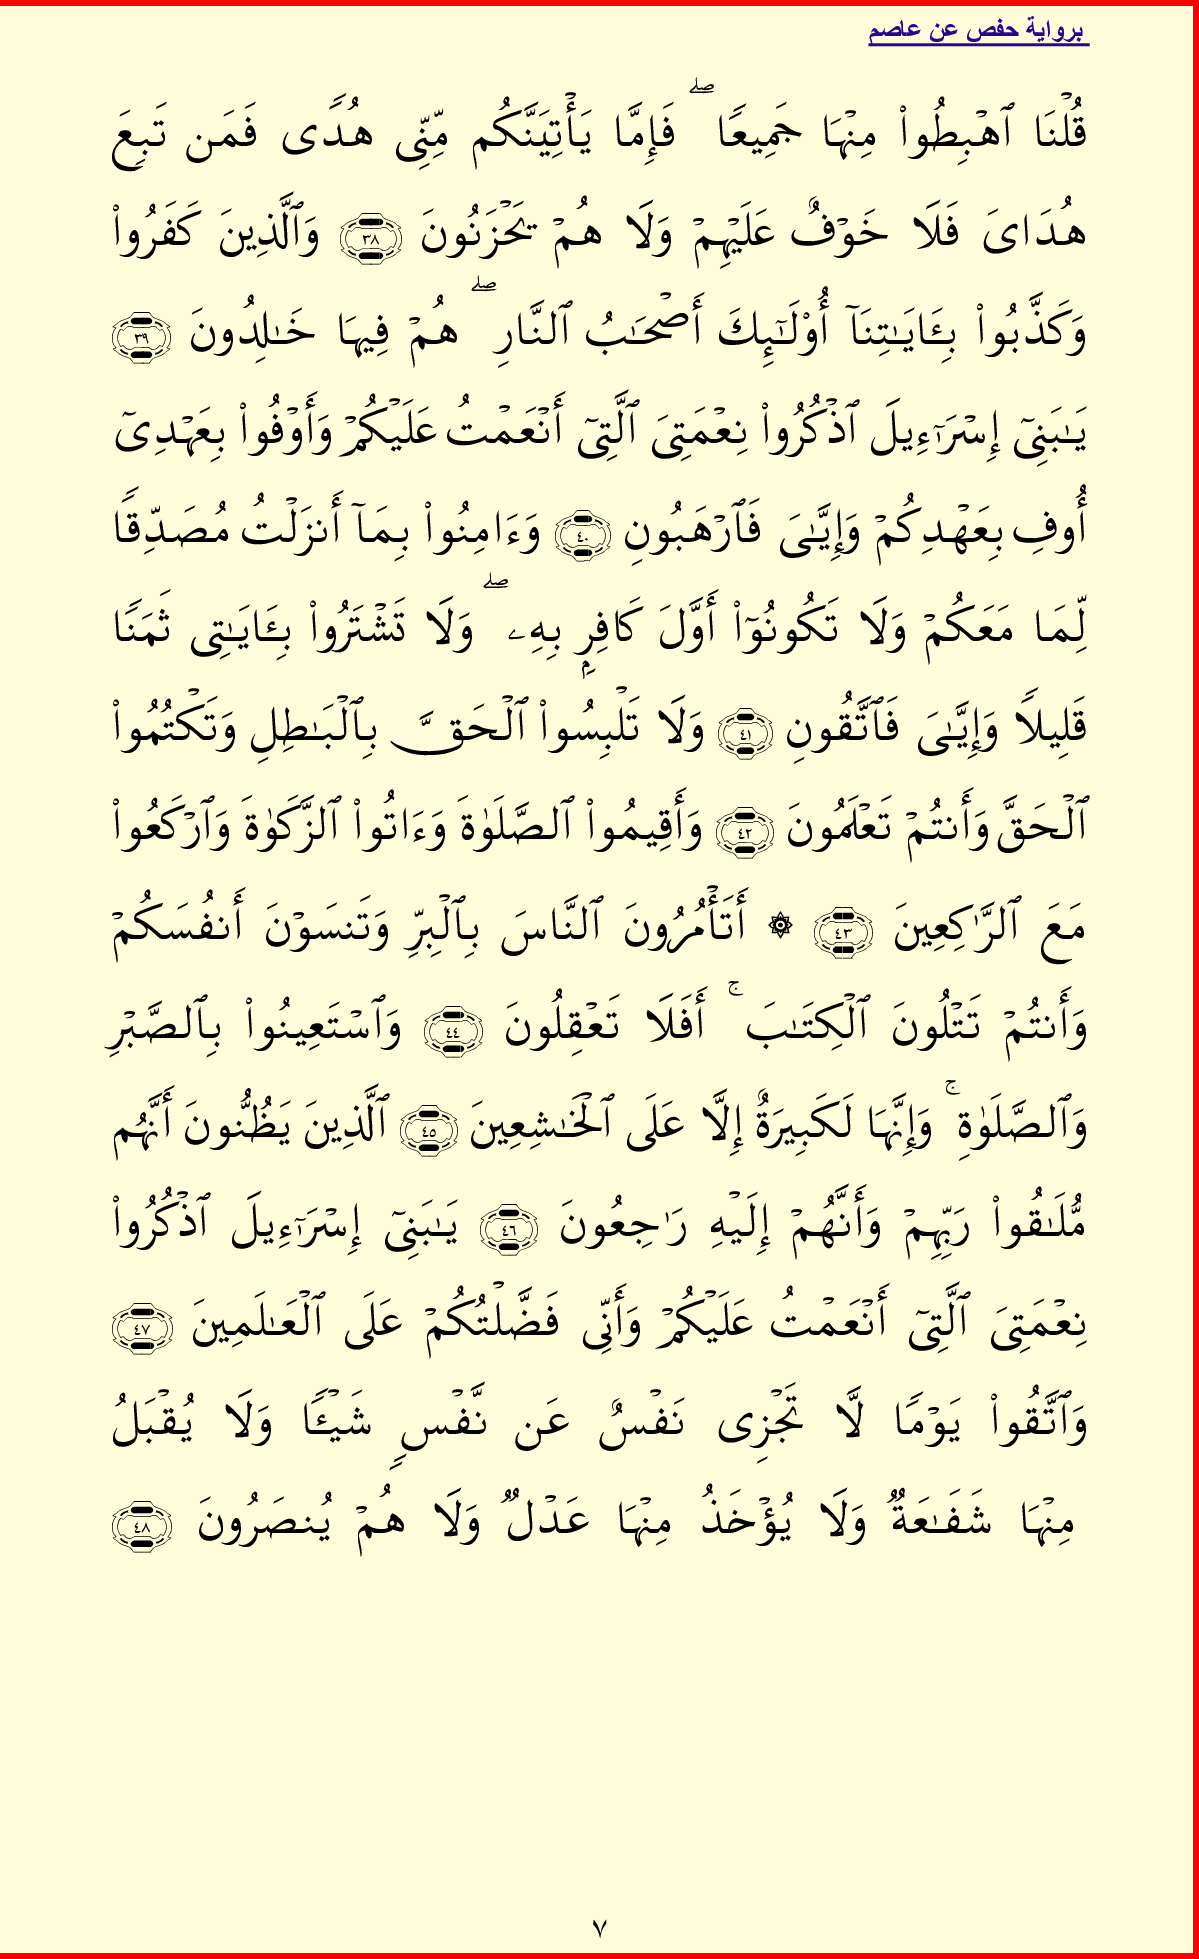 برواية حفص عن عاصم
قُلۡنَا ٱهۡبِطُواْ مِنۡهَا جَمِيعًاۖ فَإِمَّا يَأۡتِيَنَّكُم مِّنِّى هُدًى فَمَن تَبِعَ
هُدَاىَ فَلَا خَوۡفٌ عَلَيۡهِمۡ وَلَا هُمۡ يَحۡزَنُونَ ٣٨ وَٱلَّذِينَ كَفَرُواْ
وَكَذَّبُواْ بِـَٔايَـٰتِنَآ أُوْلَـٰٓئِكَ أَصۡحَـٰبُ ٱلنَّارِۖ هُمۡ فِيهَا خَـٰلِدُونَ ٣٩
يَـٰبَنِىٓ إِسۡرَٰٓءِيلَ ٱذۡكُرُواْ نِعۡمَتِىَ ٱلَّتِىٓ أَنۡعَمۡتُ عَلَيۡكُمۡ وَأَوۡفُواْ بِعَهۡدِىٓ
أُوفِ بِعَهۡدِكُمۡ وَإِيَّـٰىَ فَٱرۡهَبُونِ ٤٠ وَءَامِنُواْ بِمَآ أَنزَلۡتُ مُصَدِّقًا
لِّمَا مَعَكُمۡ وَلَا تَكُونُوٓاْ أَوَّلَ كَافِرِۭ بِهِۦۖ وَلَا تَشۡتَرُواْ بِـَٔايَـٰتِى ثَمَنًا
قَلِيلاً وَإِيَّـٰىَ فَٱتَّقُونِ ٤١ وَلَا تَلۡبِسُواْ ٱلۡحَقَّ بِٱلۡبَـٰطِلِ وَتَكۡتُمُواْ
ٱلۡحَقَّ وَأَنتُمۡ تَعۡلَمُونَ ٤٢ وَأَقِيمُواْ ٱلصَّلَوٰةَ وَءَاتُواْ ٱلزَّكَوٰةَ وَٱرۡكَعُواْ
مَعَ ٱلرَّٰكِعِينَ ٤٣ ۞ أَتَأۡمُرُونَ ٱلنَّاسَ بِٱلۡبِرِّ وَتَنسَوۡنَ أَنفُسَكُمۡ
وَأَنتُمۡ تَتۡلُونَ ٱلۡكِتَـٰبَۚ أَفَلَا تَعۡقِلُونَ ٤٤ وَٱسۡتَعِينُواْ بِٱلصَّبۡرِ
وَٱلصَّلَوٰةِۚ وَإِنَّهَا لَكَبِيرَةٌ إِلَّا عَلَى ٱلۡخَـٰشِعِينَ ٤٥ ٱلَّذِينَ يَظُنُّونَ أَنَّهُم
مُّلَـٰقُواْ رَبِّهِمۡ وَأَنَّهُمۡ إِلَيۡهِ رَٰجِعُونَ ٤٦ يَـٰبَنِىٓ إِسۡرَٰٓءِيلَ ٱذۡكُرُواْ
نِعۡمَتِىَ ٱلَّتِىٓ أَنۡعَمۡتُ عَلَيۡكُمۡ وَأَنِّى فَضَّلۡتُكُمۡ عَلَى ٱلۡعَـٰلَمِينَ ٤٧
وَٱتَّقُواْ يَوۡمًا لَّا تَجۡزِى نَفۡسٌ عَن نَّفۡسٍ شَيۡـًٔا وَلَا يُقۡبَلُ
مِنۡهَا شَفَـٰعَةٌ وَلَا يُؤۡخَذُ مِنۡهَا عَدۡلٌ وَلَا هُمۡ يُنصَرُونَ ٤٨
٧